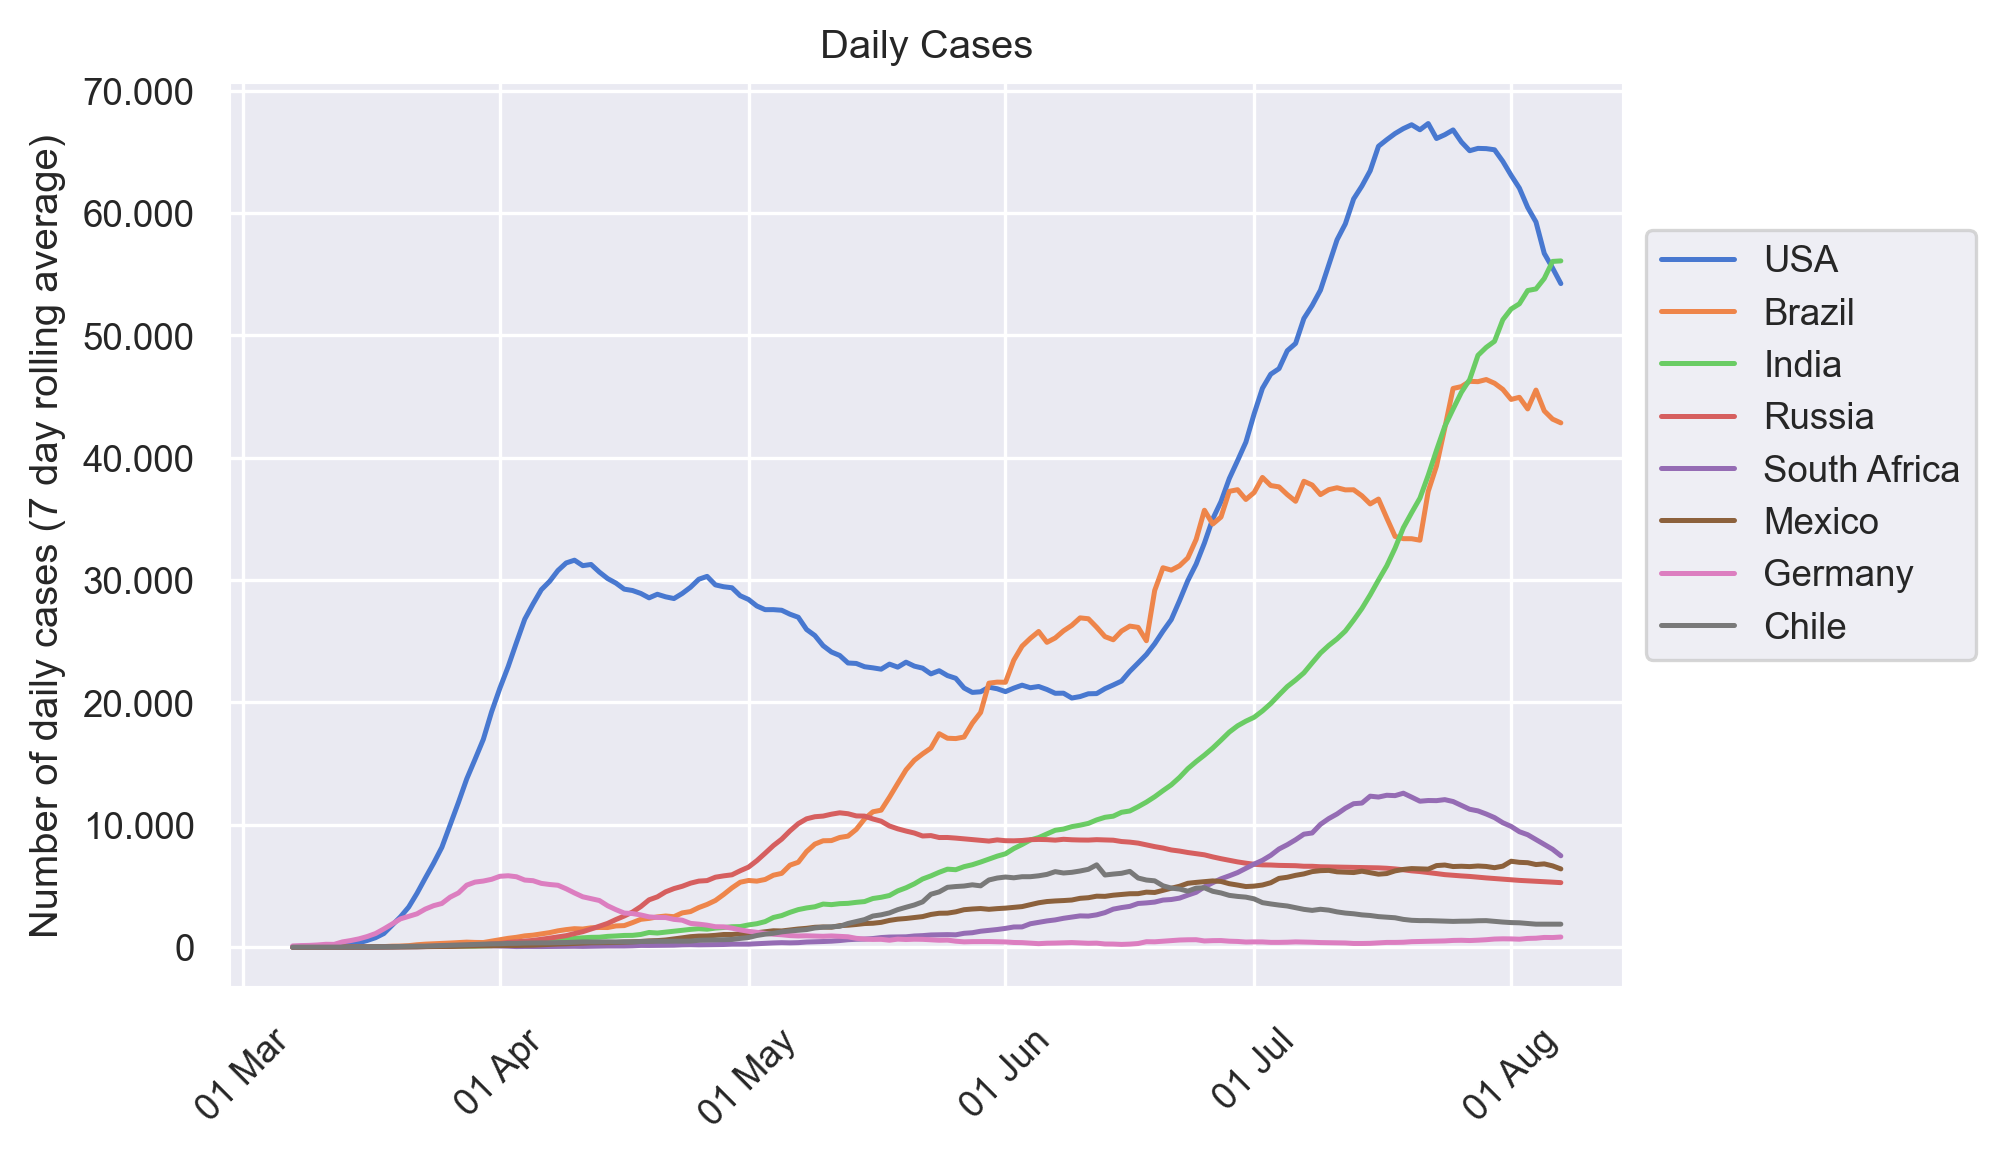 Daily Cases
Number of daily cases (7 day rolling average)
70.000
60.000
50.000
40.000
30.000
20.000
10.000
0
01 Mar
01 Apr
01 May
01 Jun
01 Jul
01 Aug
USA
Brazil
India
Russia
South Africa
Mexico
Germany
Chile